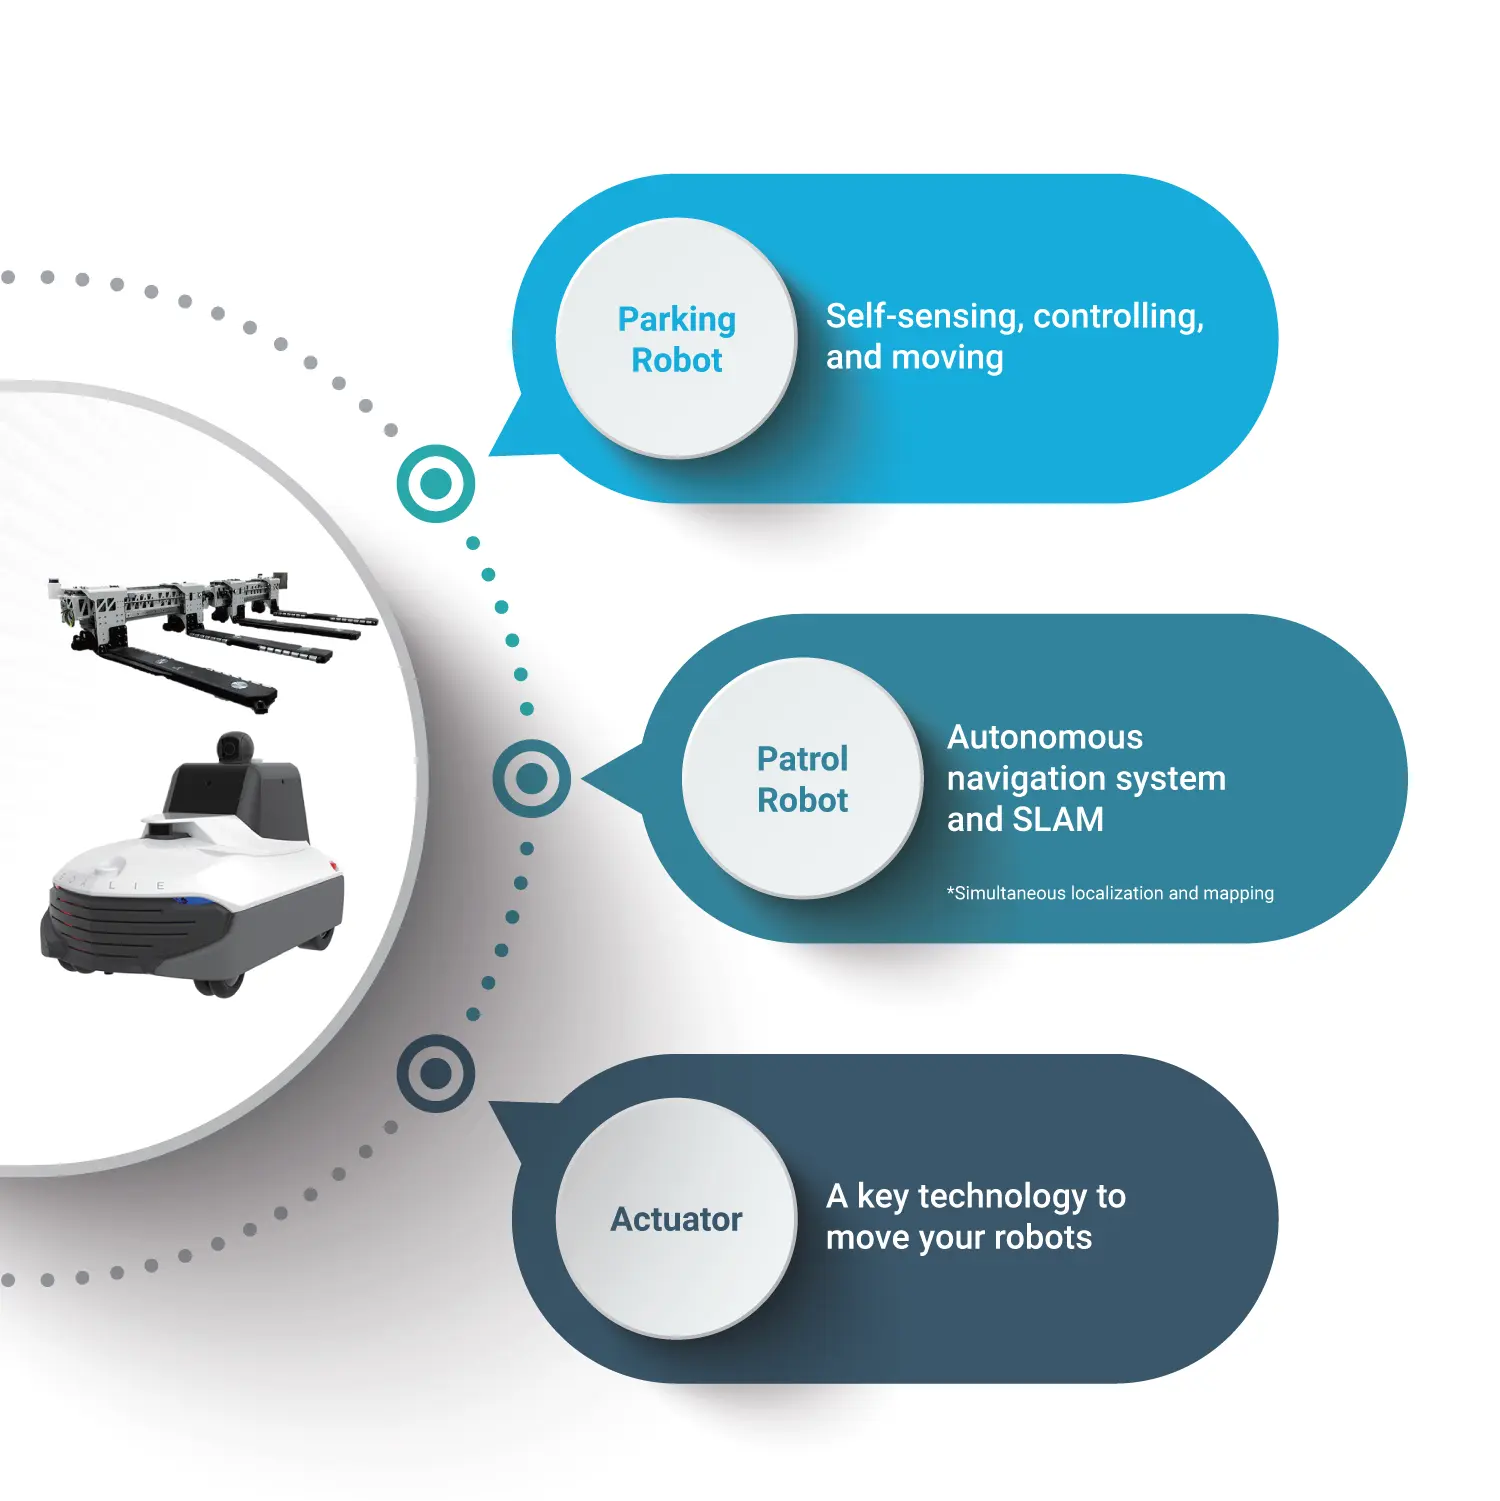 Parking
Robot
Self-sensing, controlling,
and moving
Patrol
Robot
Autonomous
navigation system
and SLAM
*Simultaneous localization and mapping
Actuator
A key technology to
move your robots